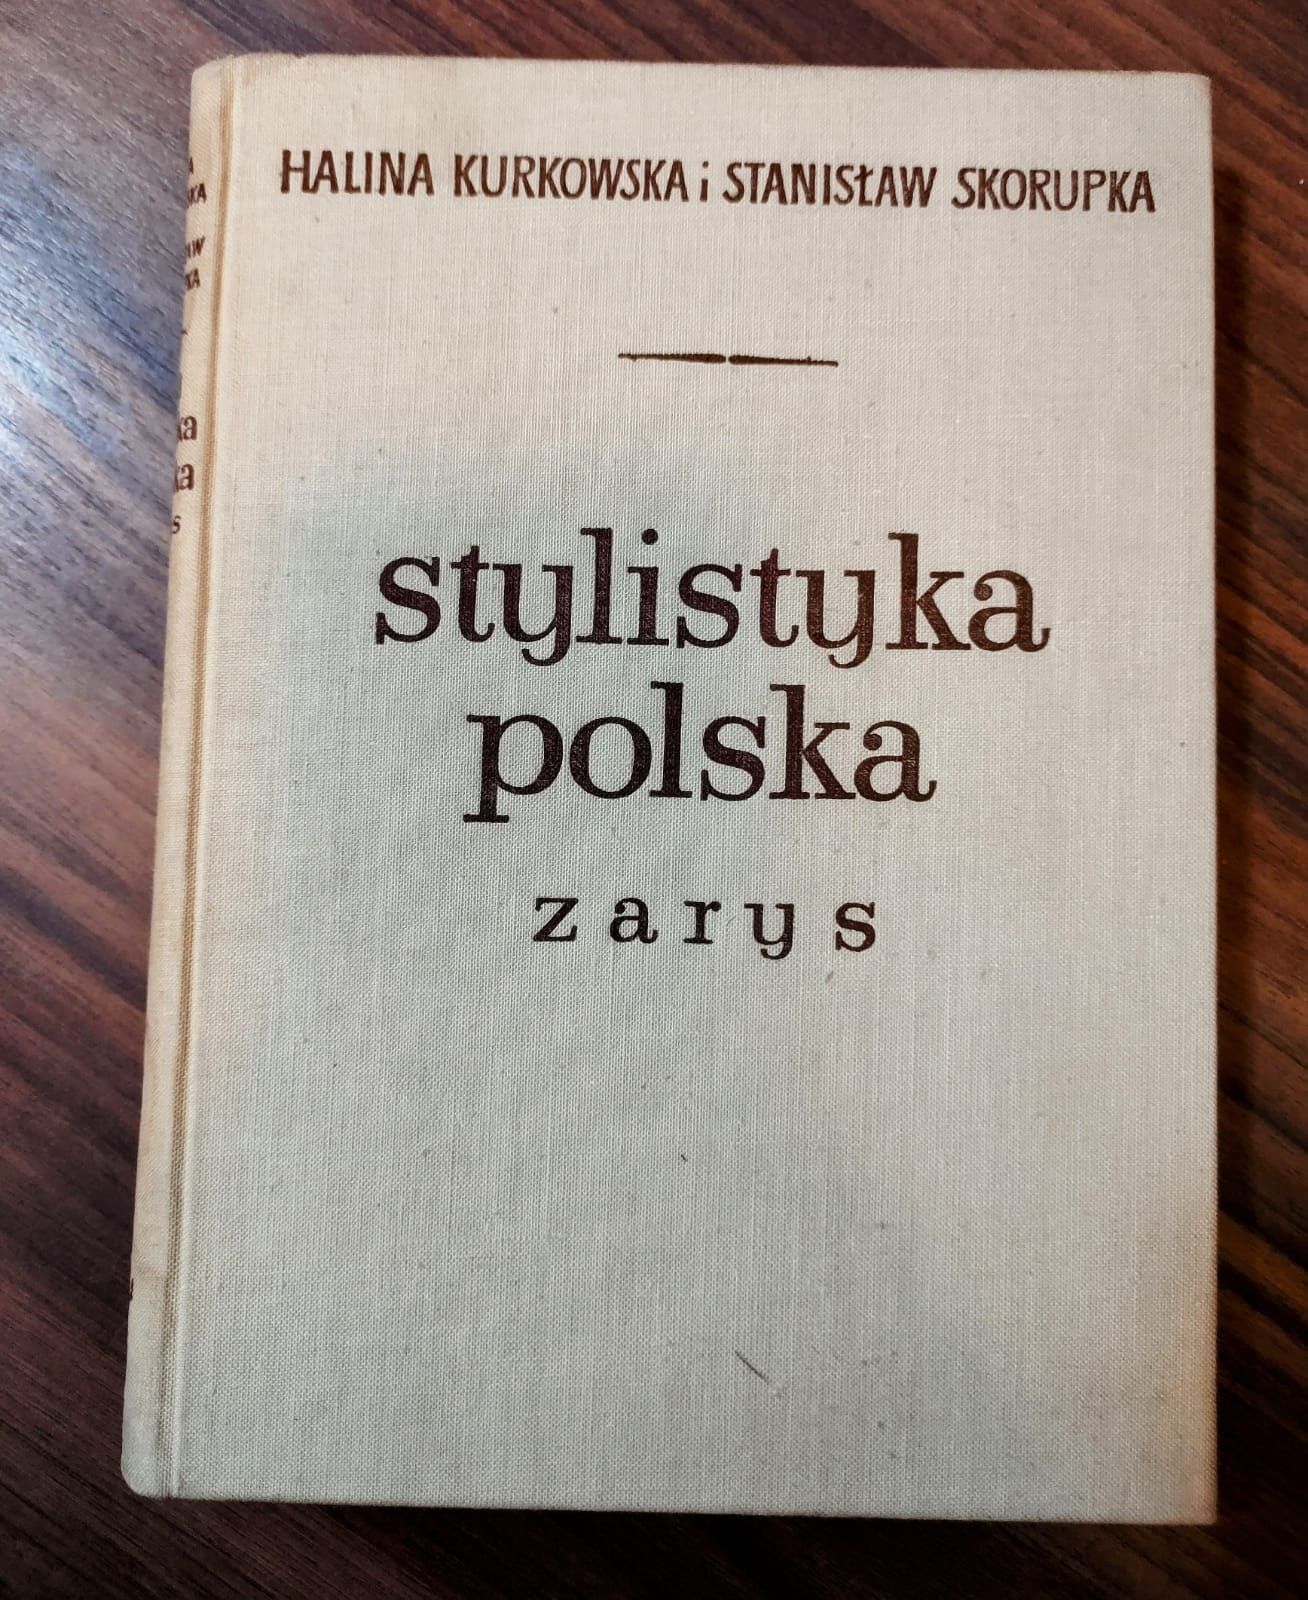 HALINA KURKOWSKA i STANISŁAW SKORUPKA
stylistyka
polska
zarys